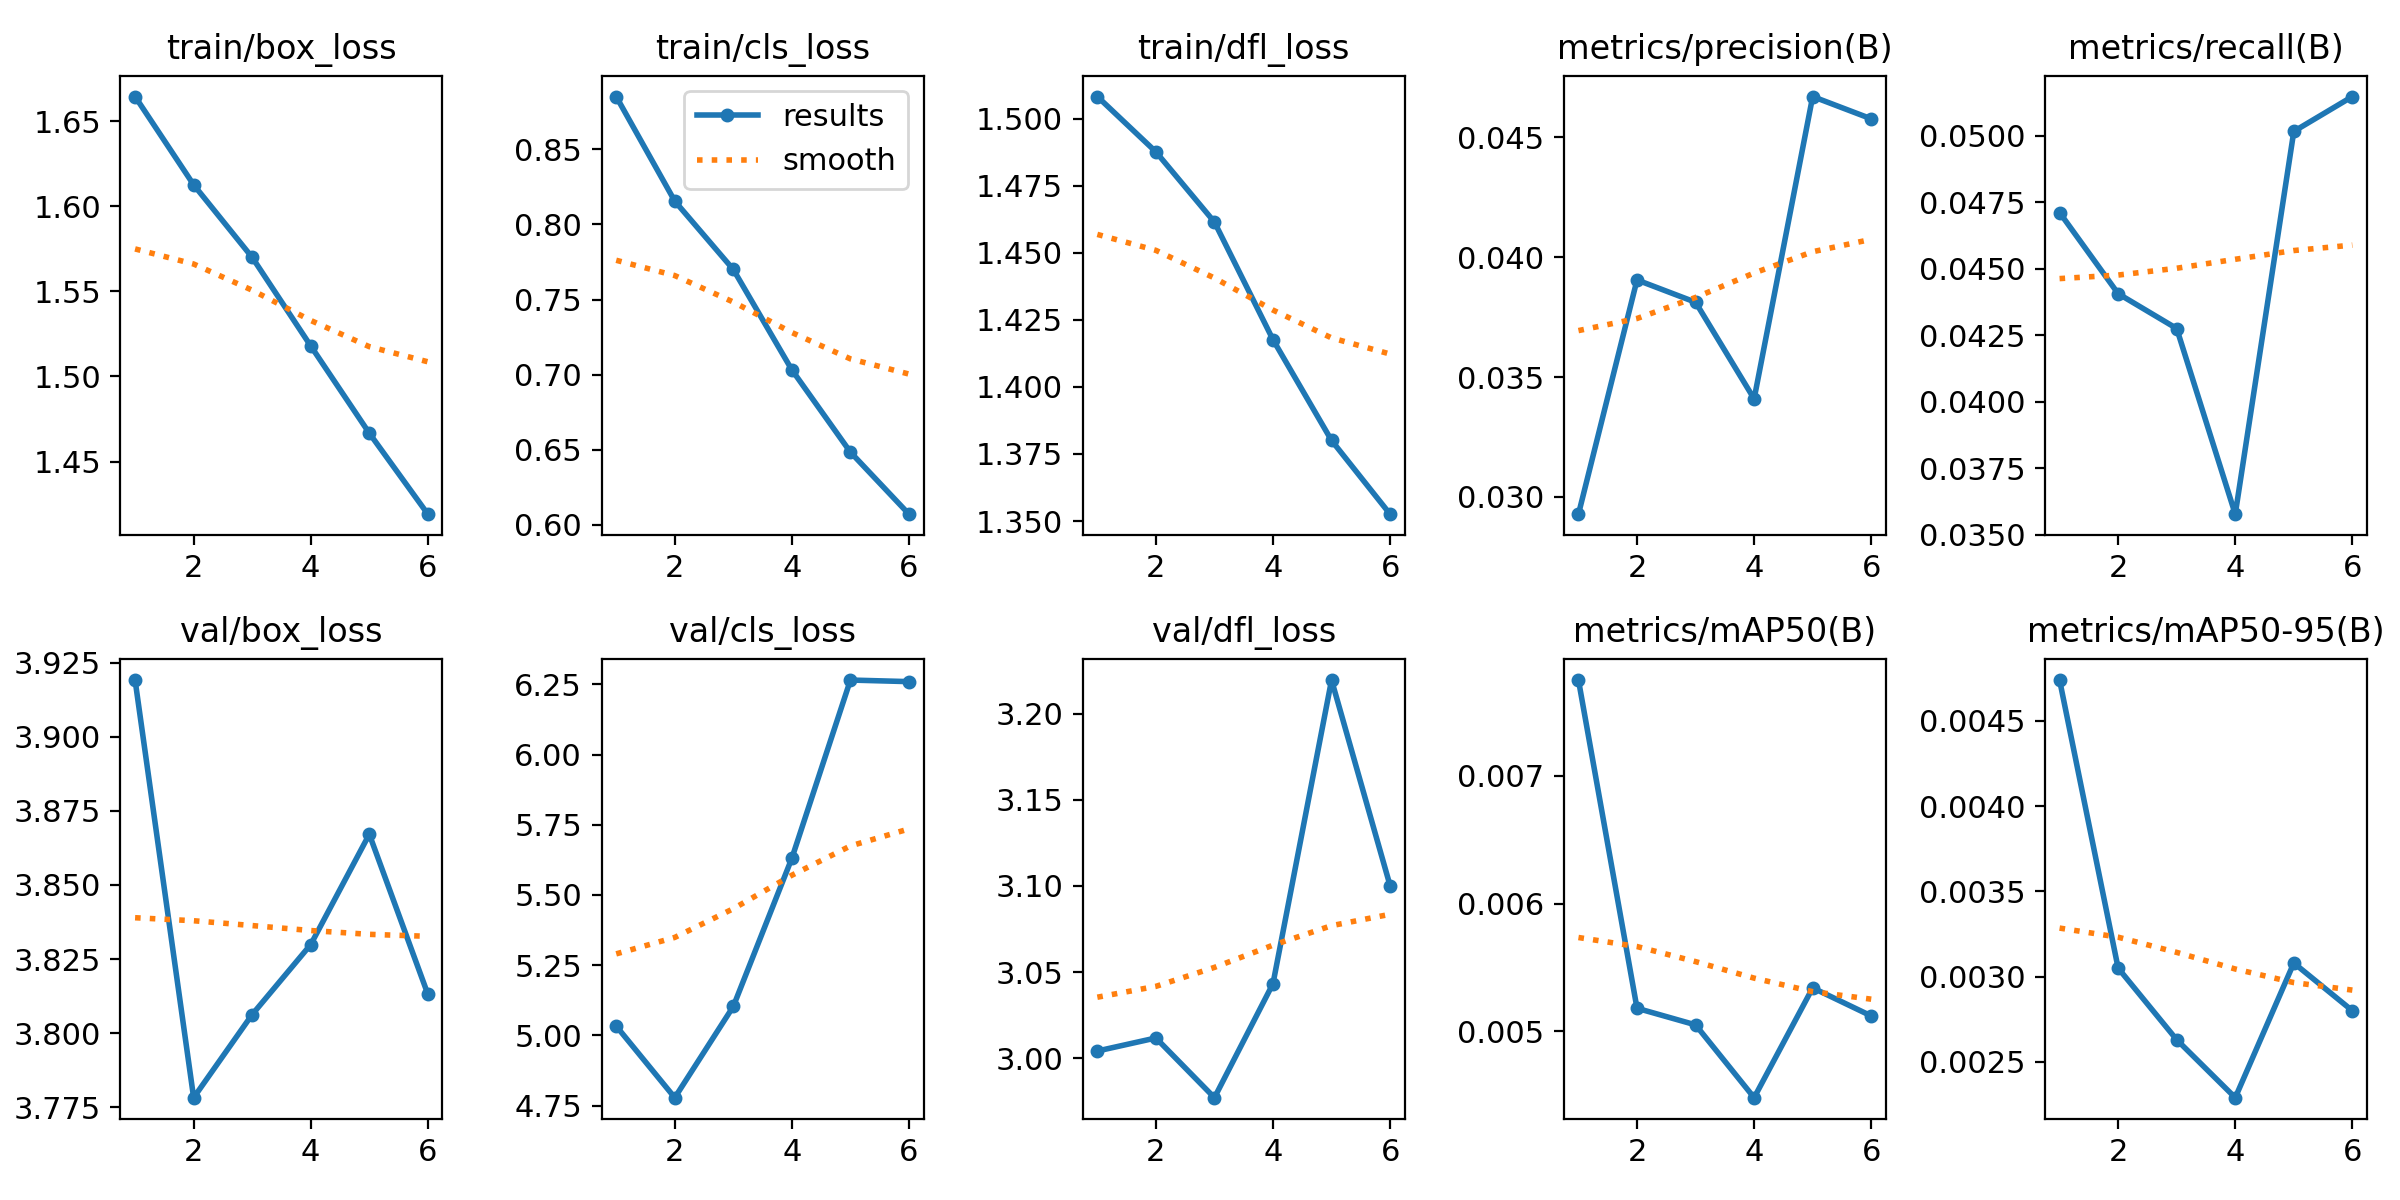 train/box_loss
1.65
1.60
1.55
1.50
1.45
2 4 6
train/cls_loss
results
smooth
0.85
0.80
0.75
0.70
0.65
0.60
2 4 6
train/dfl_loss
1.500
1.475
1.450
1.425
1.400
1.375
1.350
2 4 6
metrics/precision(B)
0.045
0.040
0.035
0.030
2 4 6
metrics/recall(B)
0.0500
0.0475
0.0450
0.0425
0.0400
0.0375
0.0350
2 4 6
val/box_loss
3.925
3.900
3.875
3.850
3.825
3.800
3.775
2 4 6
val/cls_loss
6.25
6.00
5.75
5.50
5.25
5.00
4.75
2 4 6
val/dfl_loss
3.20
3.15
3.10
3.05
3.00
2 4 6
metrics/mAP50(B)
0.007
0.006
0.005
2 4 6
metrics/mAP50-95(B)
0.0045
0.0040
0.0035
0.0030
0.0025
2 4 6